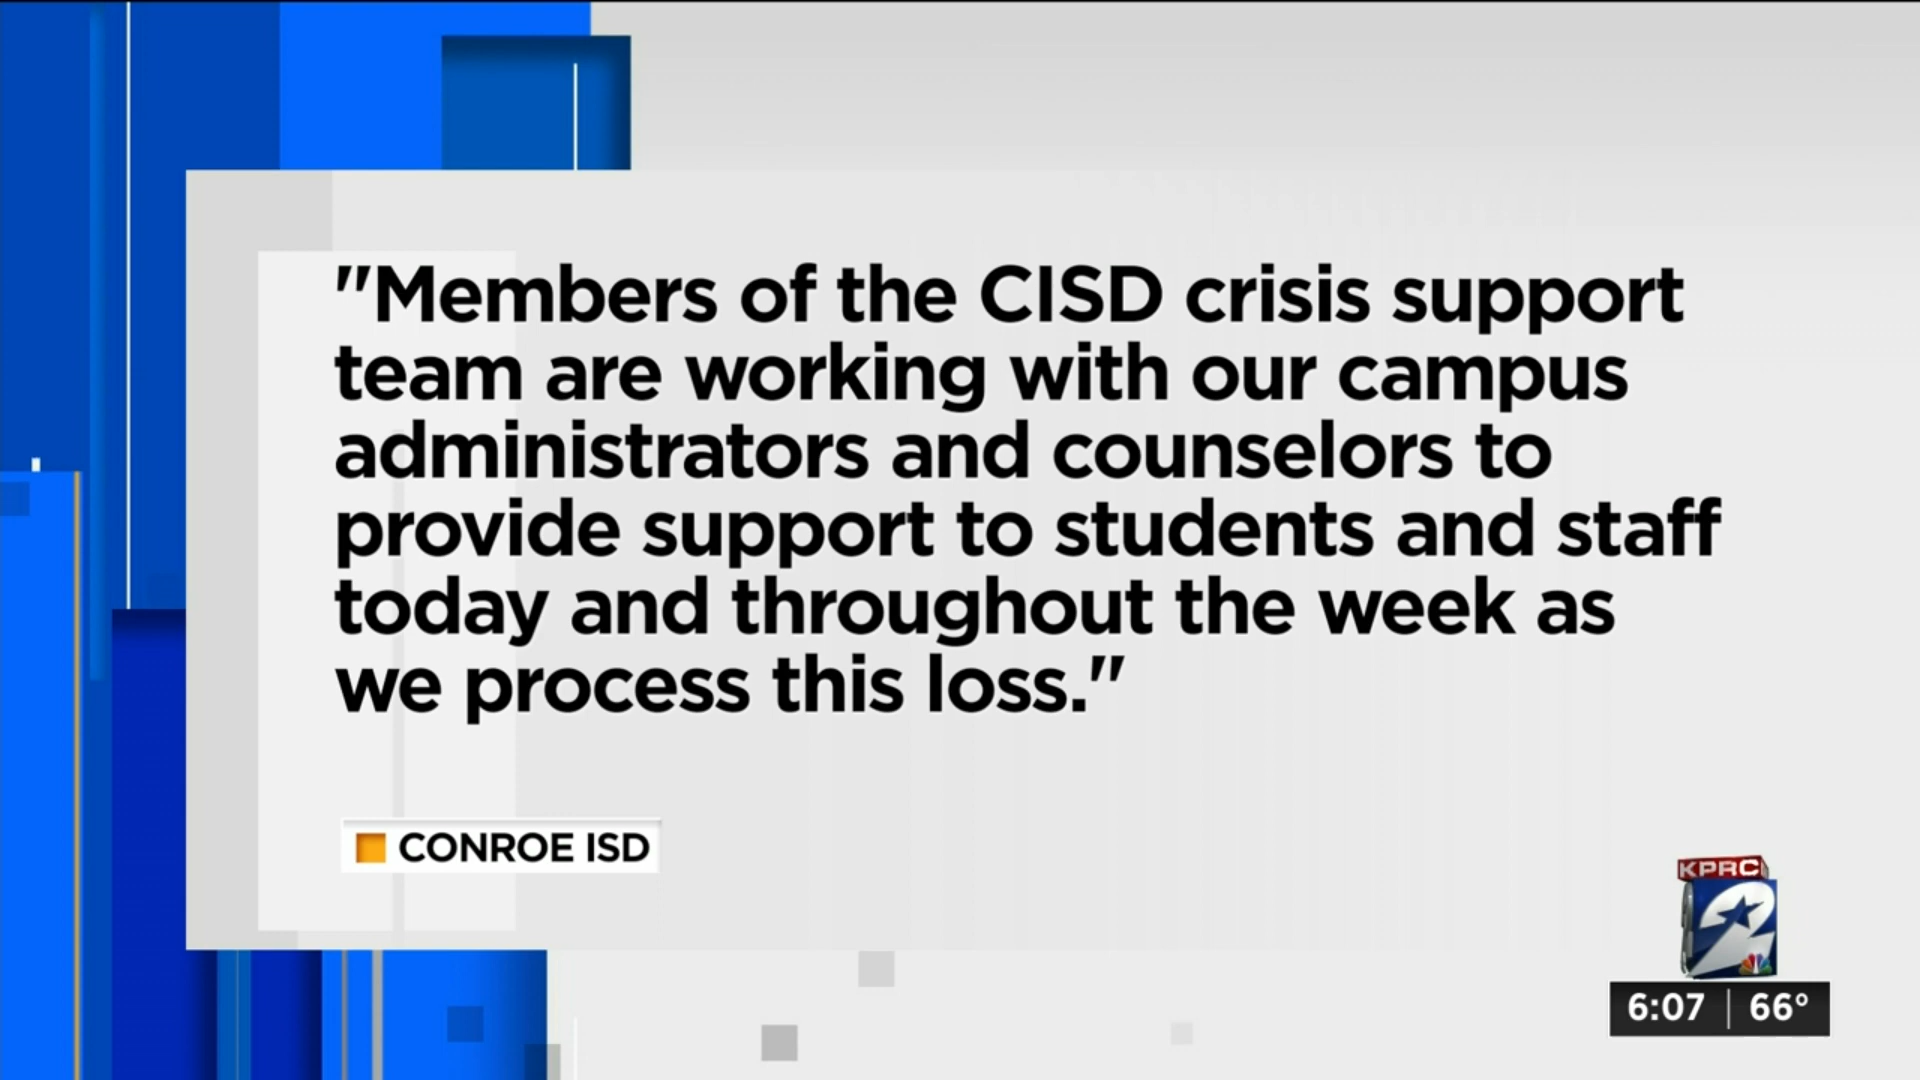 "Members of the CISD crisis support
team are working with our campus
administrators and counselors to
provide support to students and staff
today and throughout the week as
we process this loss."
CONROE ISD
KPRC
2
6:07 | 66°